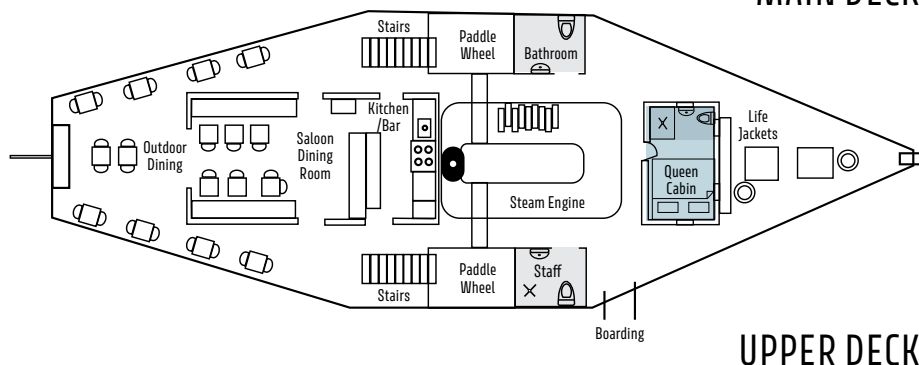 MAIN DECK
Stairs
Paddle
Wheel
Bathroom
Kitchen
/Bar
Life
Jackets
Outdoor
Dining
Saloon
Dining
Room
Queen
Cabin
Steam Engine
Paddle
Wheel
Staff
Stairs
Boarding
UPPER DECK